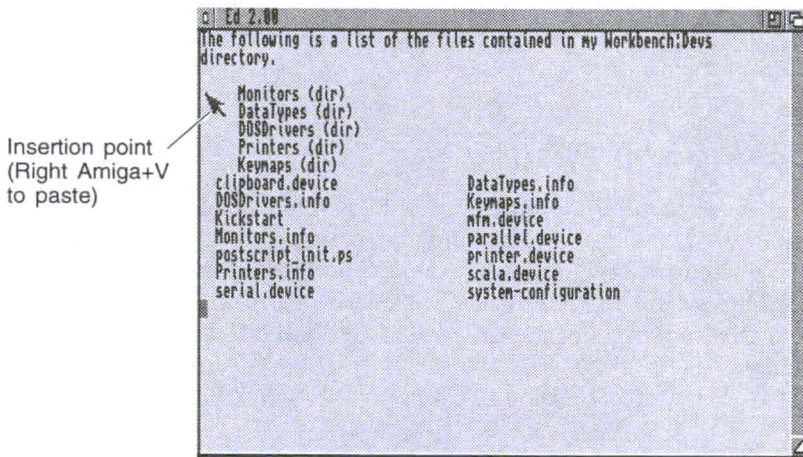 Ed 2.00
The following is a list of the files contained in my Workbench:Devs
directory.
Monitors (dir)
DataTypes (dir)
DOSDrivers (dir)
Printers (dir)
Keymaps (dir)
clipboard.device DataTypes.info
DOSDrivers.info Keymaps.info
Kickstart mfm.device
Monitors.info parallel.device
postscript_init.ps printer.device
Printers.info scala.device
serial.device system-configuration
Insertion point
(Right Amiga+V
to paste)